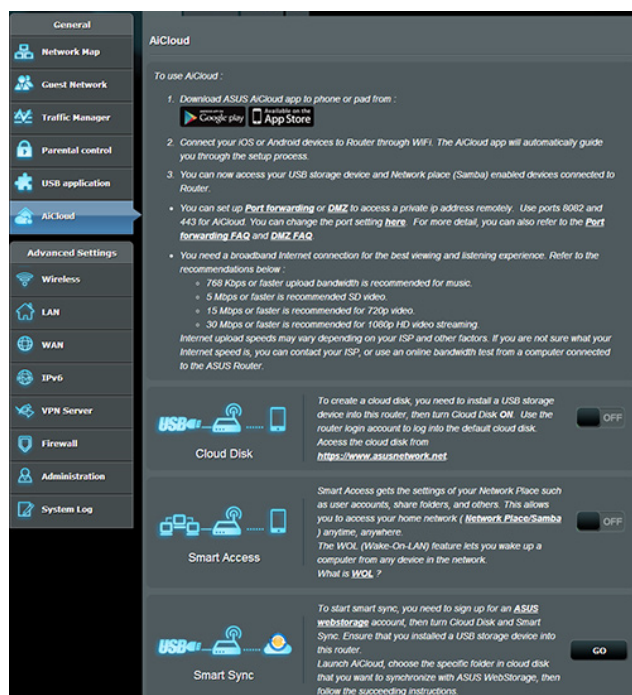 General
Network Map
Guest Network
Traffic Manager
Parental control
USB application
AiCloud
Advanced Settings
Wireless
LAN
WAN
IPv6
VPN Server
Firewall
Administration
System Log
AiCloud
To use AiCloud :
1. Download ASUS AiCloud app to phone or pad from :
Google play
Available on the
App Store
2. Connect your iOS or Android devices to Router through WiFi. The AiCloud app will automatically guide
you through the setup process.
3. You can now access your USB storage device and Network place (Samba) enabled devices connected to
Router.
• You can set up Port forwarding or DMZ to access a private ip address remotely. Use ports 8082 and
443 for AiCloud. You can change the port setting here. For more detail, you can also refer to the Port
forwarding FAQ and DMZ FAQ.
• You need a broadband Internet connection for the best viewing and listening experience. Refer to the
recommendations below :
768 Kbps or faster upload bandwidth is recommended for music.
5 Mbps or faster is recommended SD video.
15 Mbps or faster is recommended for 720p video.
30 Mbps or faster is recommended for 1080p HD video streaming.
Internet upload speeds may vary depending on your ISP and other factors. If you are not sure what your
Internet speed is, you can contact your ISP, or use an online bandwidth test from a computer connected
to the ASUS Router.
USB
Cloud Disk
To create a cloud disk, you need to install a USB storage
device into this router, then turn Cloud Disk ON. Use the
router login account to log into the default cloud disk.
Access the cloud disk from
https://www.asusnetwork.net
OFF
Smart Access
Smart Access gets the settings of your Network Place such
as user accounts, share folders, and others. This allows
you to access your home network ( Network Place/Samba
) anytime, anywhere.
The WOL (Wake-On-LAN) feature lets you wake up a
computer from any device in the network.
What is WOL ?
OFF
USB
Smart Sync
To start smart sync, you need to sign up for an ASUS
webstorage account, then turn Cloud Disk and Smart
Sync. Ensure that you installed a USB storage device into
this router.
Launch AiCloud, choose the specific folder in cloud disk
that you want to synchronize with ASUS WebStorage, then
follow the succeeding instructions.
GO